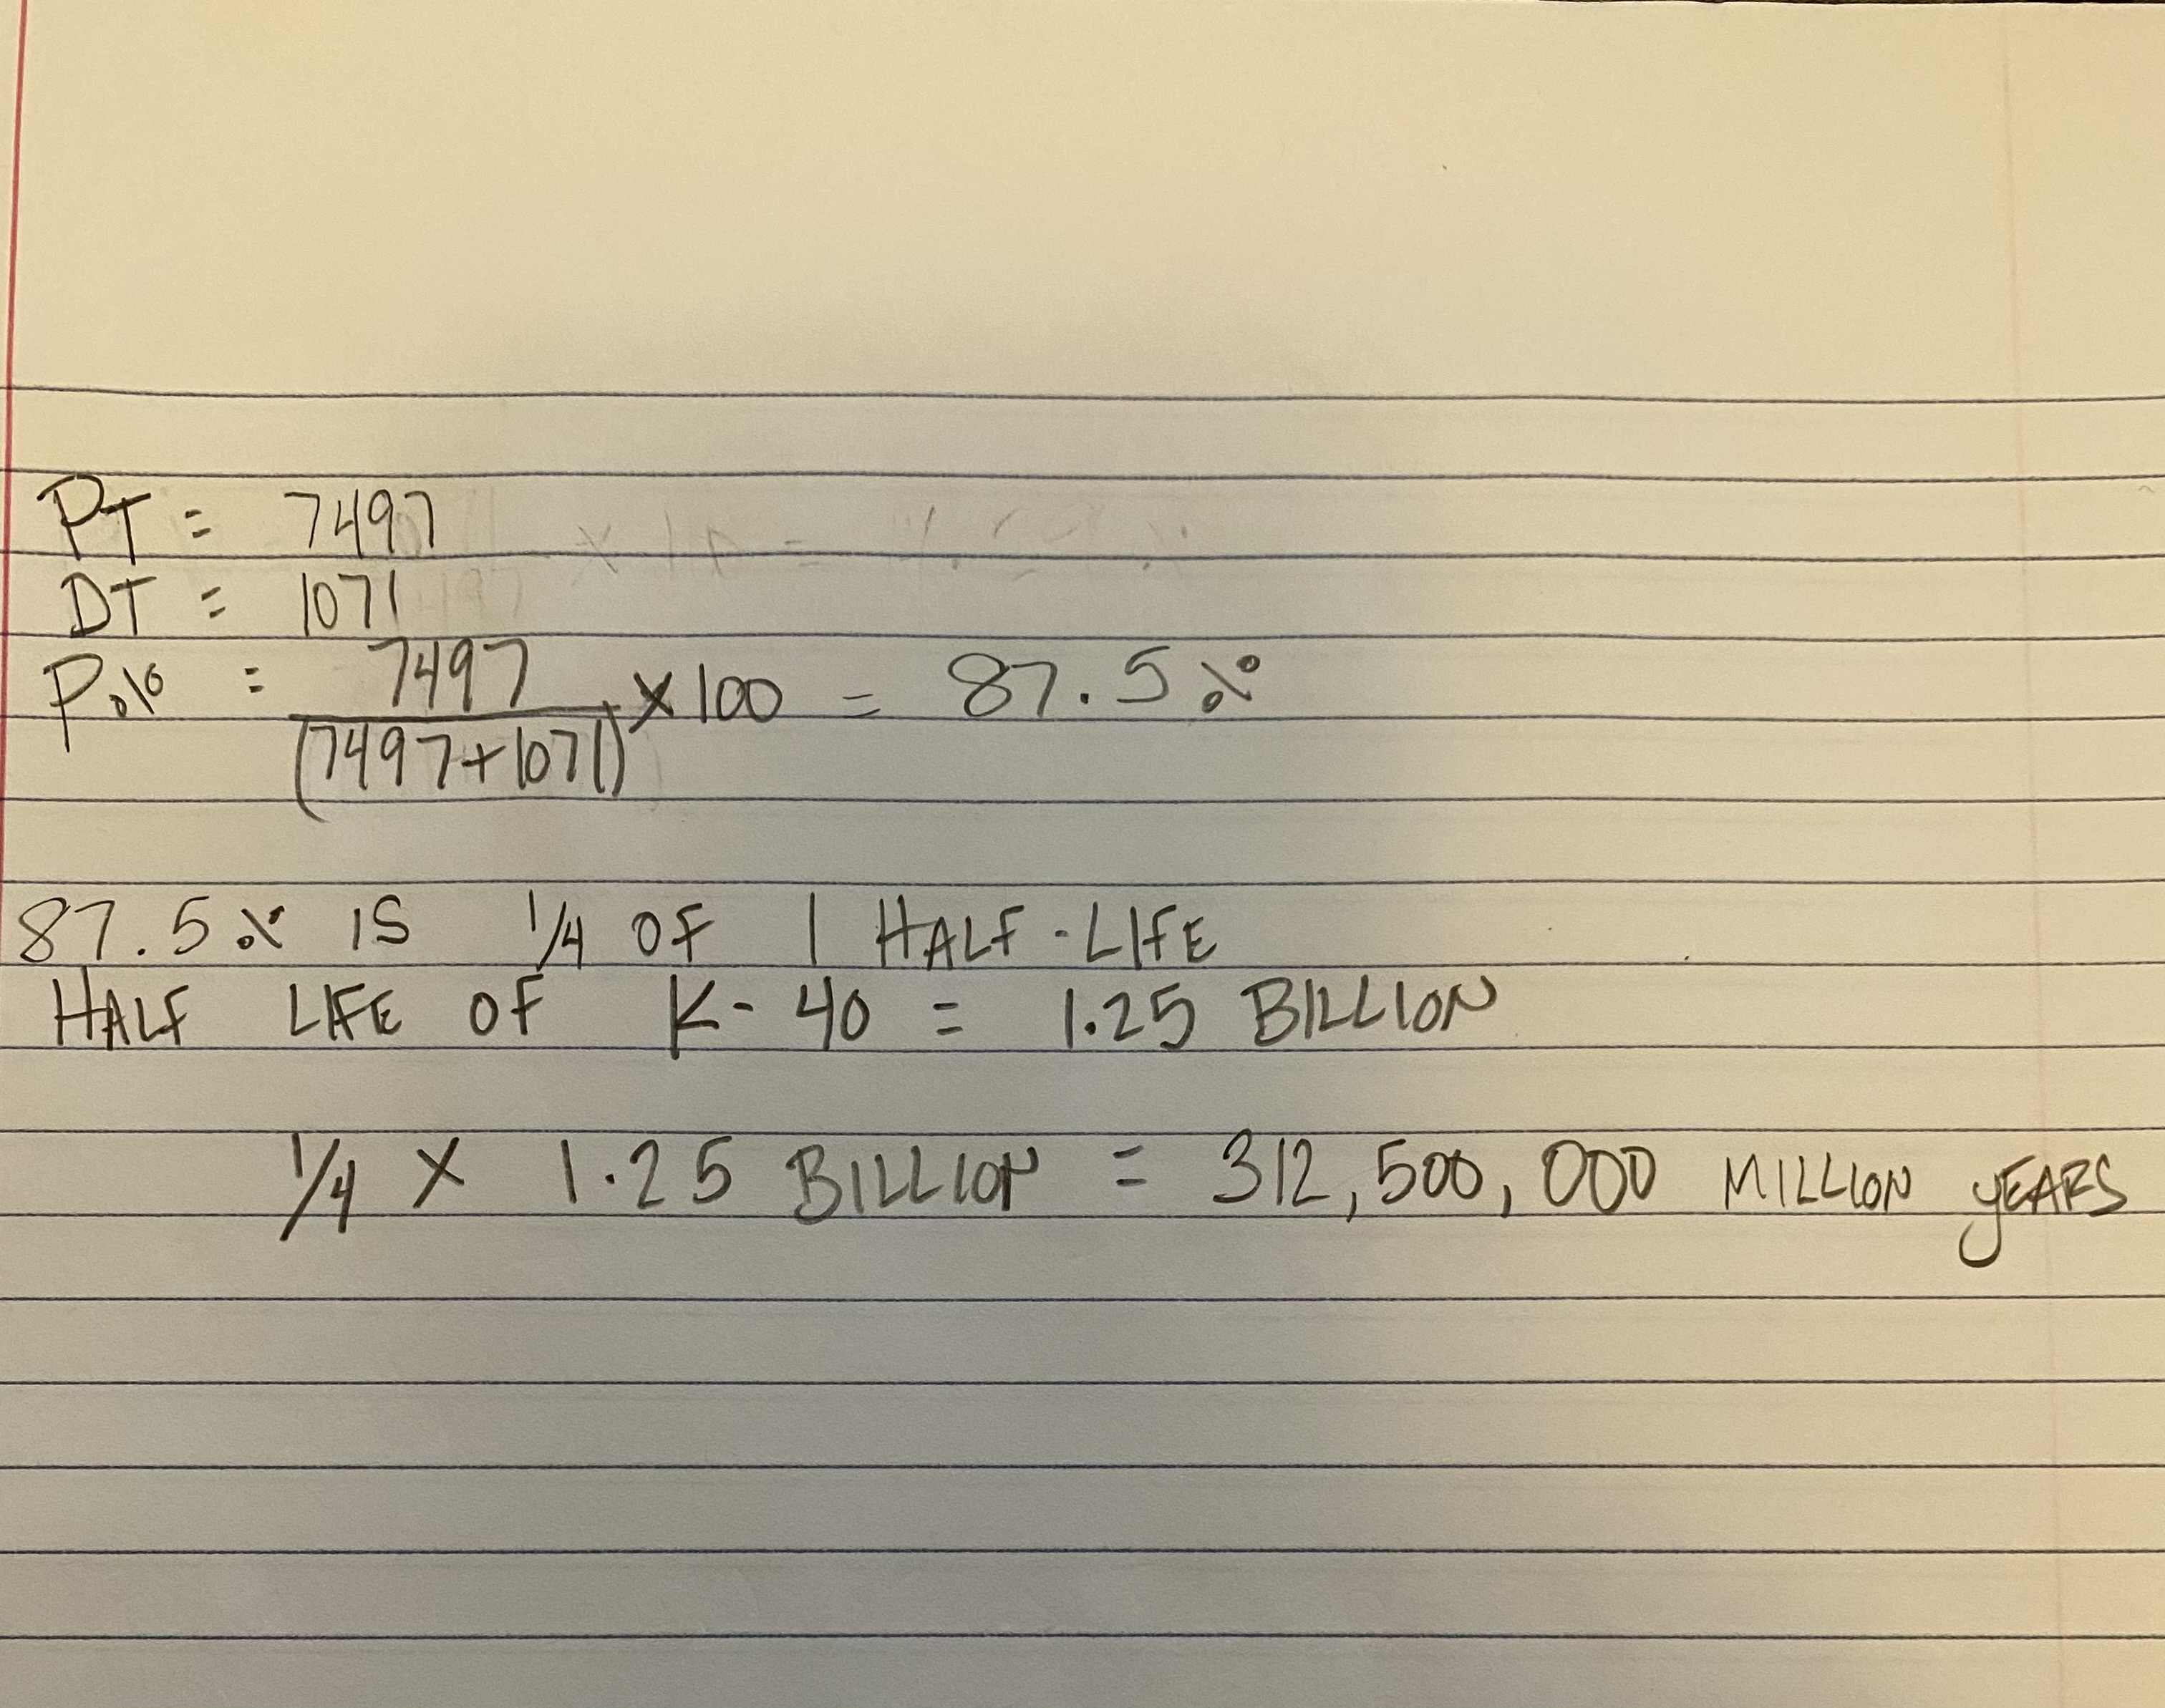 PT = 7497
DT = 1071
P% = 7497 / (7497+1071) × 100 = 87.5%
87.5% IS 1/4 OF 1 HALF-LIFE
HALF LIFE OF K-40 = 1.25 BILLION
1/4 × 1.25 BILLION = 312,500,000 MILLION YEARS